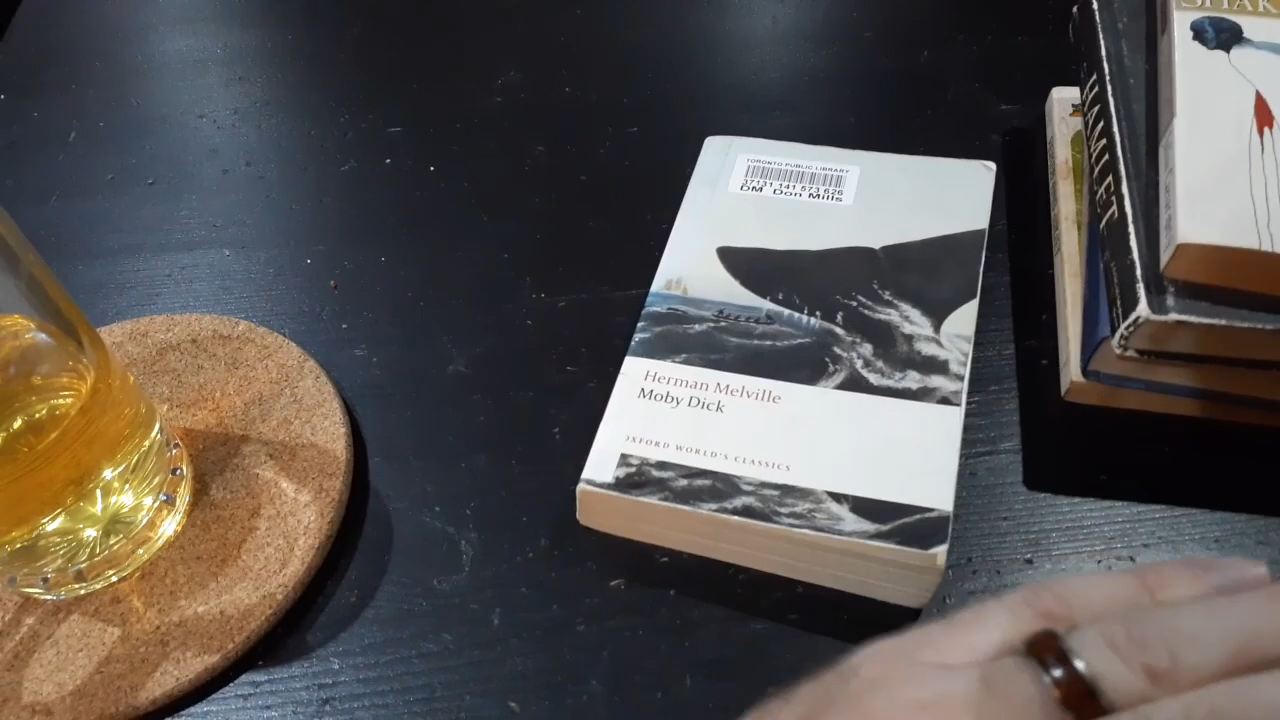 TORONTO PUBLIC LIBRARY
37131 141 573 626
DM Don Mills
Herman Melville
Moby Dick
OXFORD WORLD'S CLASSICS
HAMLET